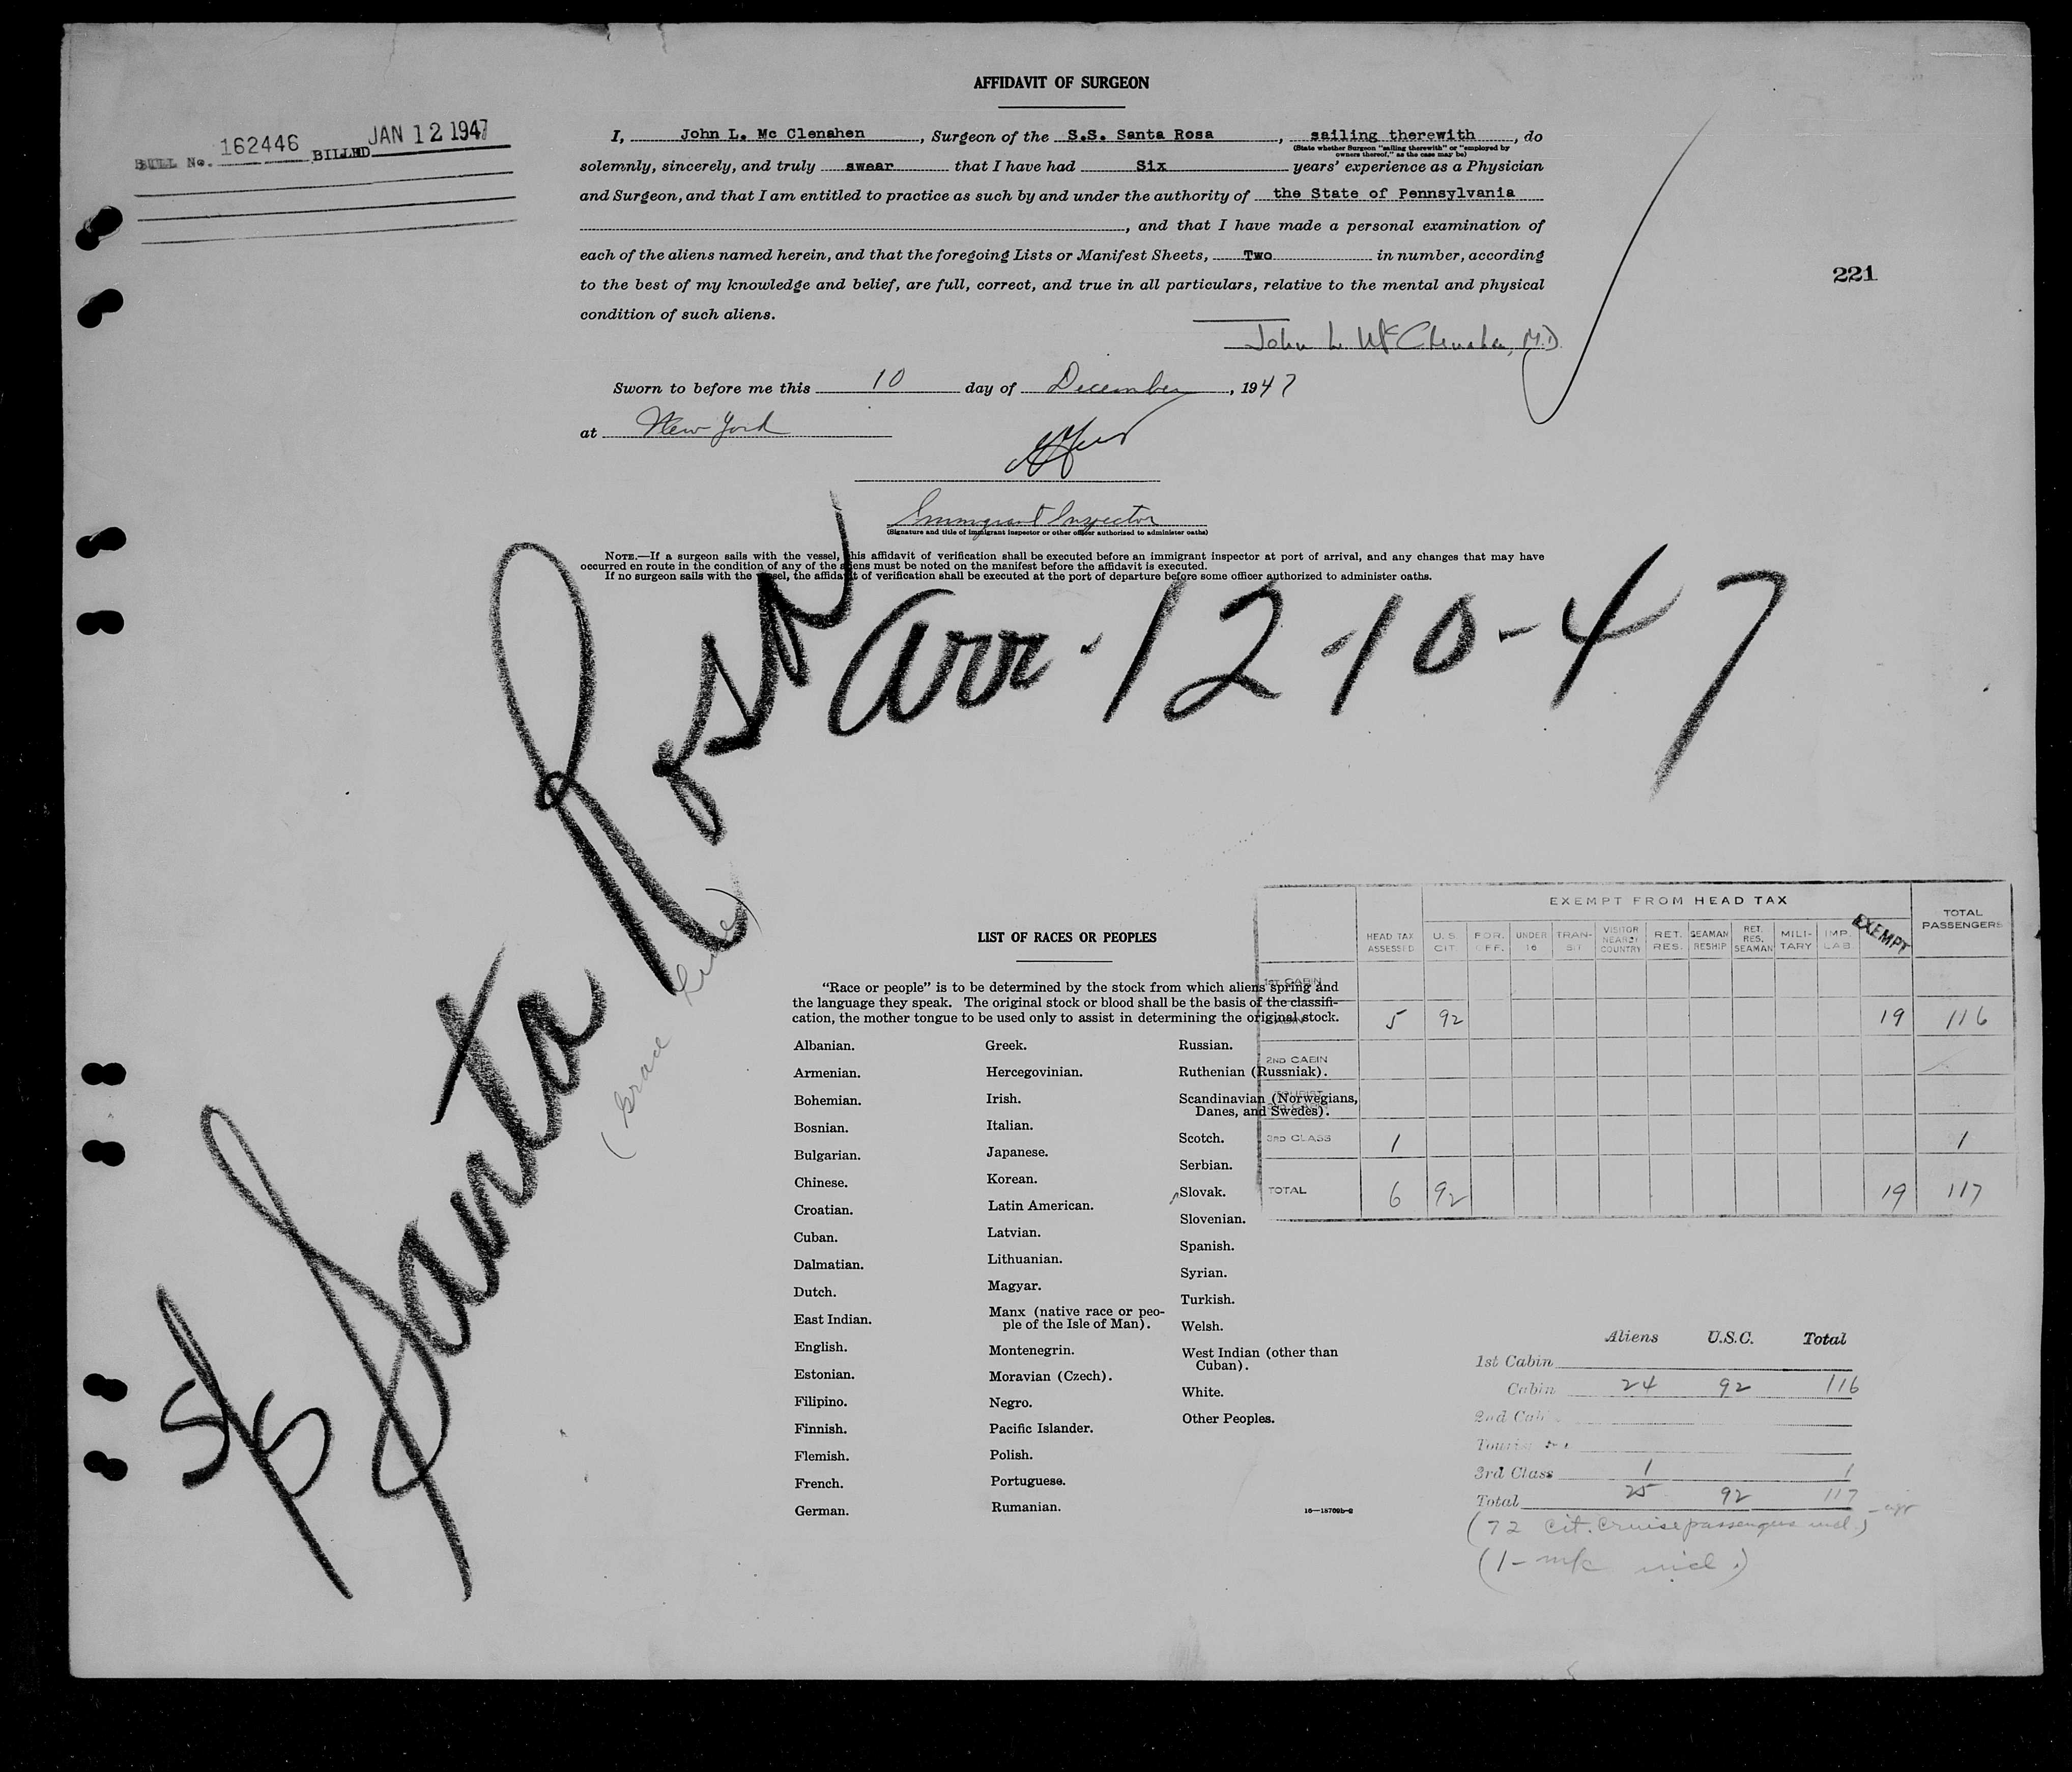 AFFIDAVIT OF SURGEON
BILL No. 162446 BILLED JAN 12 1947
I, John L. Mc Clenahen, Surgeon of the S.S. Santa Rosa, sailing therewith, do
(State whether Surgeon "sailing therewith" or "employed by
owners thereof," as the case may be)
solemnly, sincerely, and truly swear that I have had Six years' experience as a Physician
and Surgeon, and that I am entitled to practice as such by and under the authority of the State of Pennsylvania
, and that I have made a personal examination of
each of the aliens named herein, and that the foregoing Lists or Manifest Sheets, Two in number, according
to the best of my knowledge and belief, are full, correct, and true in all particulars, relative to the mental and physical
condition of such aliens.
221
John L. McClenahen, M.D.
Sworn to before me this 10 day of December, 1947
at New York
Immigrant Inspector
(Signature and title of immigrant inspector or other officer authorized to administer oaths)
NOTE.—If a surgeon sails with the vessel, this affidavit of verification shall be executed before an immigrant inspector at port of arrival, and any changes that may have
occurred en route in the condition of any of the aliens must be noted on the manifest before the affidavit is executed.
If no surgeon sails with the vessel, the affidavit of verification shall be executed at the port of departure before some officer authorized to administer oaths.
S/S Santa Rosa
arr. 12-10-47
(Grace Line)
LIST OF RACES OR PEOPLES
"Race or people" is to be determined by the stock from which aliens spring and
the language they speak. The original stock or blood shall be the basis of the classifi-
cation, the mother tongue to be used only to assist in determining the original stock.
Albanian.
Armenian.
Bohemian.
Bosnian.
Bulgarian.
Chinese.
Croatian.
Cuban.
Dalmatian.
Dutch.
East Indian.
English.
Estonian.
Filipino.
Finnish.
Flemish.
French.
German.
Greek.
Hercegovinian.
Irish.
Italian.
Japanese.
Korean.
Latin American.
Latvian.
Lithuanian.
Magyar.
Manx (native race or peo-
ple of the Isle of Man).
Montenegrin.
Moravian (Czech).
Negro.
Pacific Islander.
Polish.
Portuguese.
Rumanian.
Russian.
Ruthenian (Russniak).
Scandinavian (Norwegians,
Danes, and Swedes).
Scotch.
Serbian.
Slovak.
Slovenian.
Spanish.
Syrian.
Turkish.
Welsh.
West Indian (other than
Cuban).
White.
Other Peoples.
16—18769b-2
EXEMPT FROM HEAD TAX
HEAD TAX ASSESSED U.S. CIT. FOR. OFF. UNDER 16 TRANSIT VISITOR NEARBY COUNTRY RET. RES. SEAMAN RESHIP RET. RES. SEAMAN MILITARY IMP. LAB. EXEMPT TOTAL PASSENGERS
1ST CABIN
CABIN 5 92 19 116
2ND CABIN
TOURIST
3RD CLASS 1 1
TOTAL 6 92 19 117
Aliens U.S.C. Total
1st Cabin
Cabin 24 92 116
2nd Cabin
Tourist
3rd Class 1 1
Total 25 92 117
(72 cit. cruise passengers incl.)
(1- incl.)